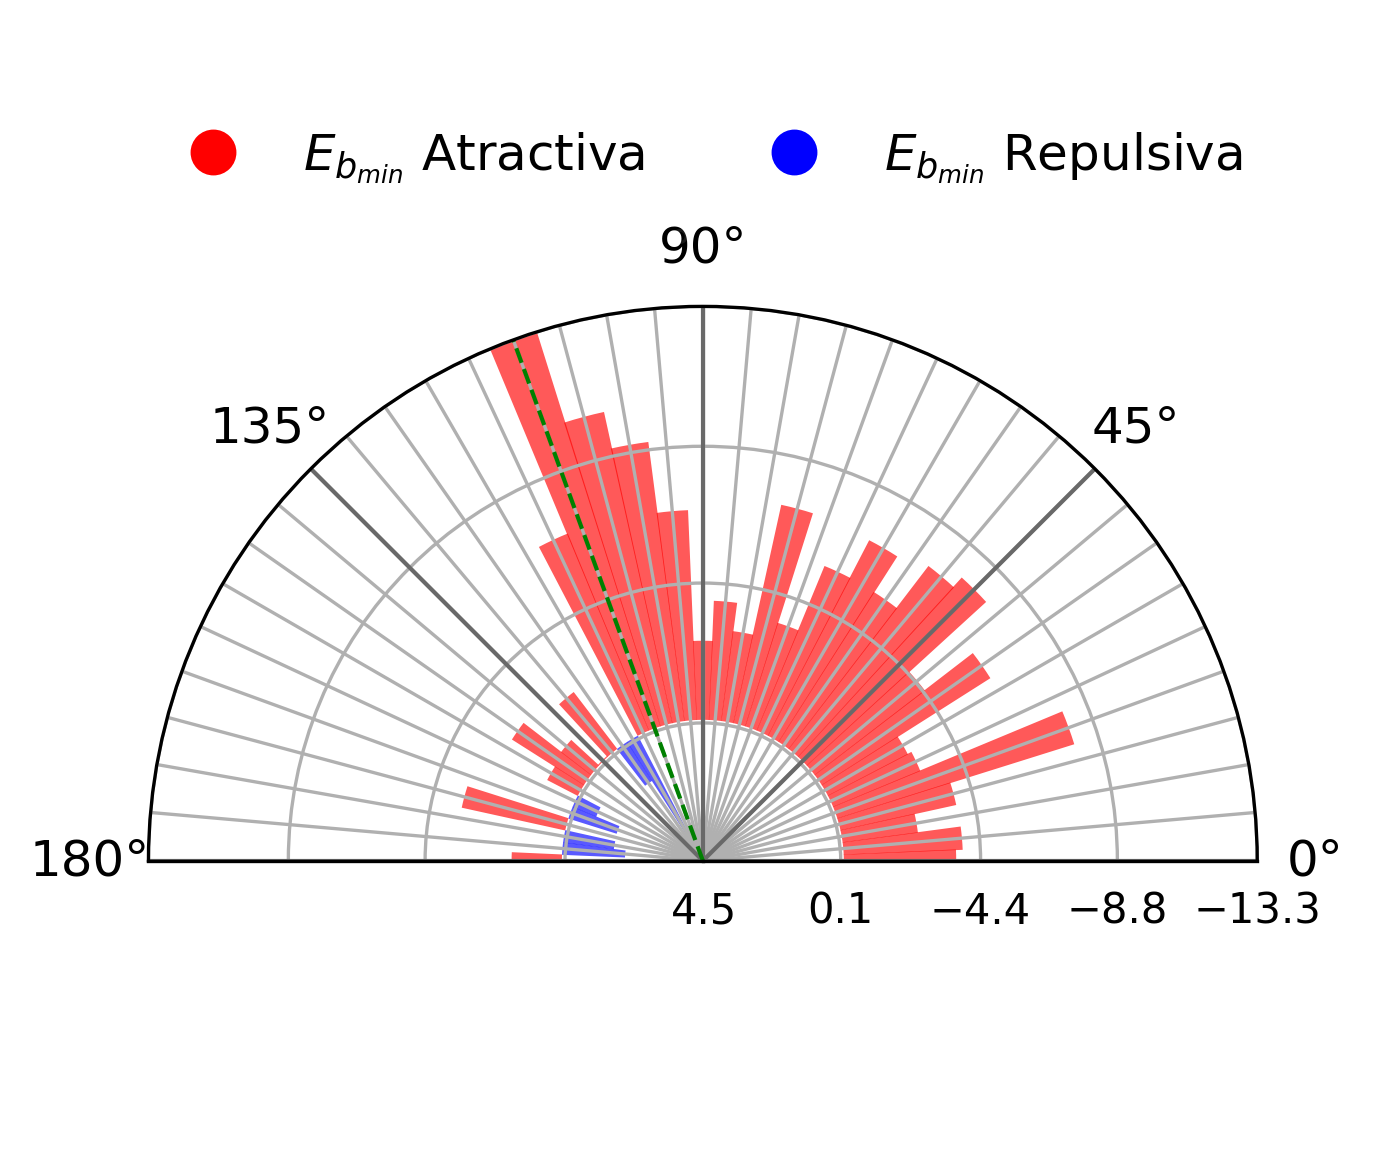 E_{b_{min}} Atractiva E_{b_{min}} Repulsiva
90°
135° 45°
180° 0°
4.5 0.1 −4.4 −8.8 −13.3